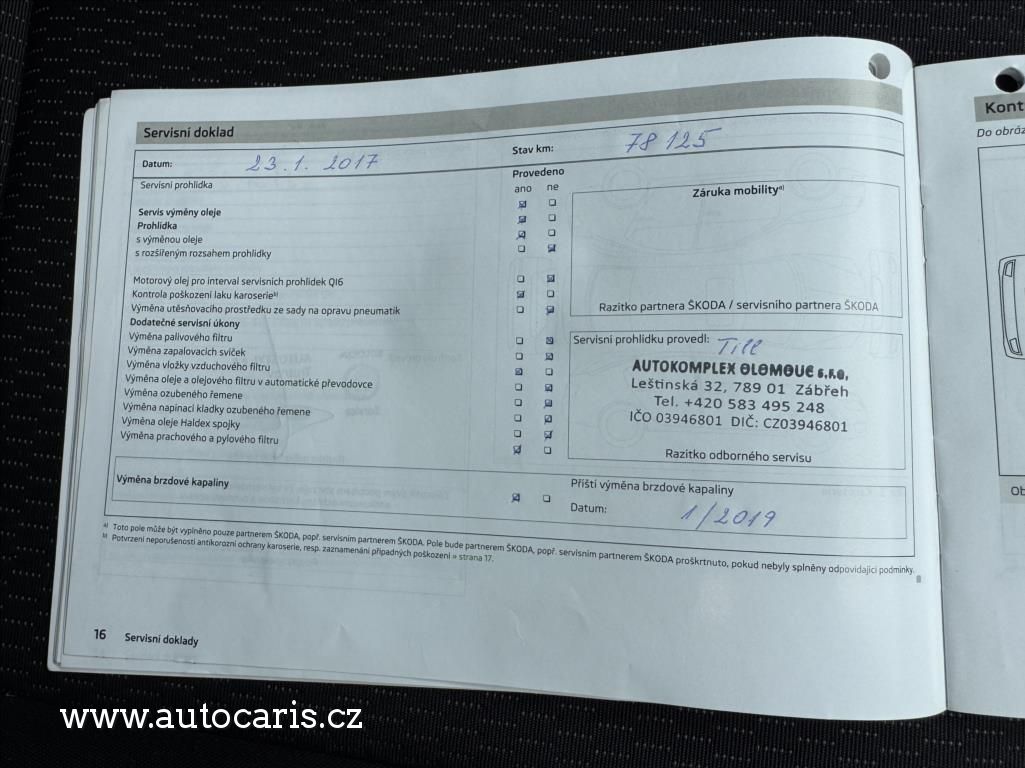 Servisní doklad
Datum: 23. 1. 2017
Stav km: 78 125
Servisní prohlídka
Provedeno
ano ne
Servis výměny oleje
Prohlídka
s výměnou oleje
s rozšířeným rozsahem prohlídky
Motorový olej pro interval servisních prohlídek QI6
Kontrola poškození laku karoserie b)
Výměna utěsňovacího prostředku ze sady na opravu pneumatik
Dodatečné servisní úkony
Výměna palivového filtru
Výměna zapalovacích svíček
Výměna vložky vzduchového filtru
Výměna oleje a olejového filtru v automatické převodovce
Výměna ozubeného řemene
Výměna napínací kladky ozubeného řemene
Výměna oleje Haldex spojky
Výměna prachového a pylového filtru
Záruka mobility a)
Razítko partnera ŠKODA / servisního partnera ŠKODA
Servisní prohlídku provedl: Till
AUTOKOMPLEX OLOMOUC s.r.o.
Leštinská 32, 789 01 Zábřeh
Tel. +420 583 495 248
IČO 03946801 DIČ: CZ03946801
Razítko odborného servisu
Výměna brzdové kapaliny
Příští výměna brzdové kapaliny
Datum: 1/2019
a) Toto pole může být vyplněno pouze partnerem ŠKODA, popř. servisním partnerem ŠKODA. Pole bude partnerem ŠKODA, popř. servisním partnerem ŠKODA proškrtnuto, pokud nebyly splněny odpovídající podmínky.
b) Potvrzení neporušenosti antikorozní ochrany karoserie, resp. zaznamenání případných poškození » strana 17.
16 Servisní doklady
Kont
Do obráz
Ob
www.autocaris.cz